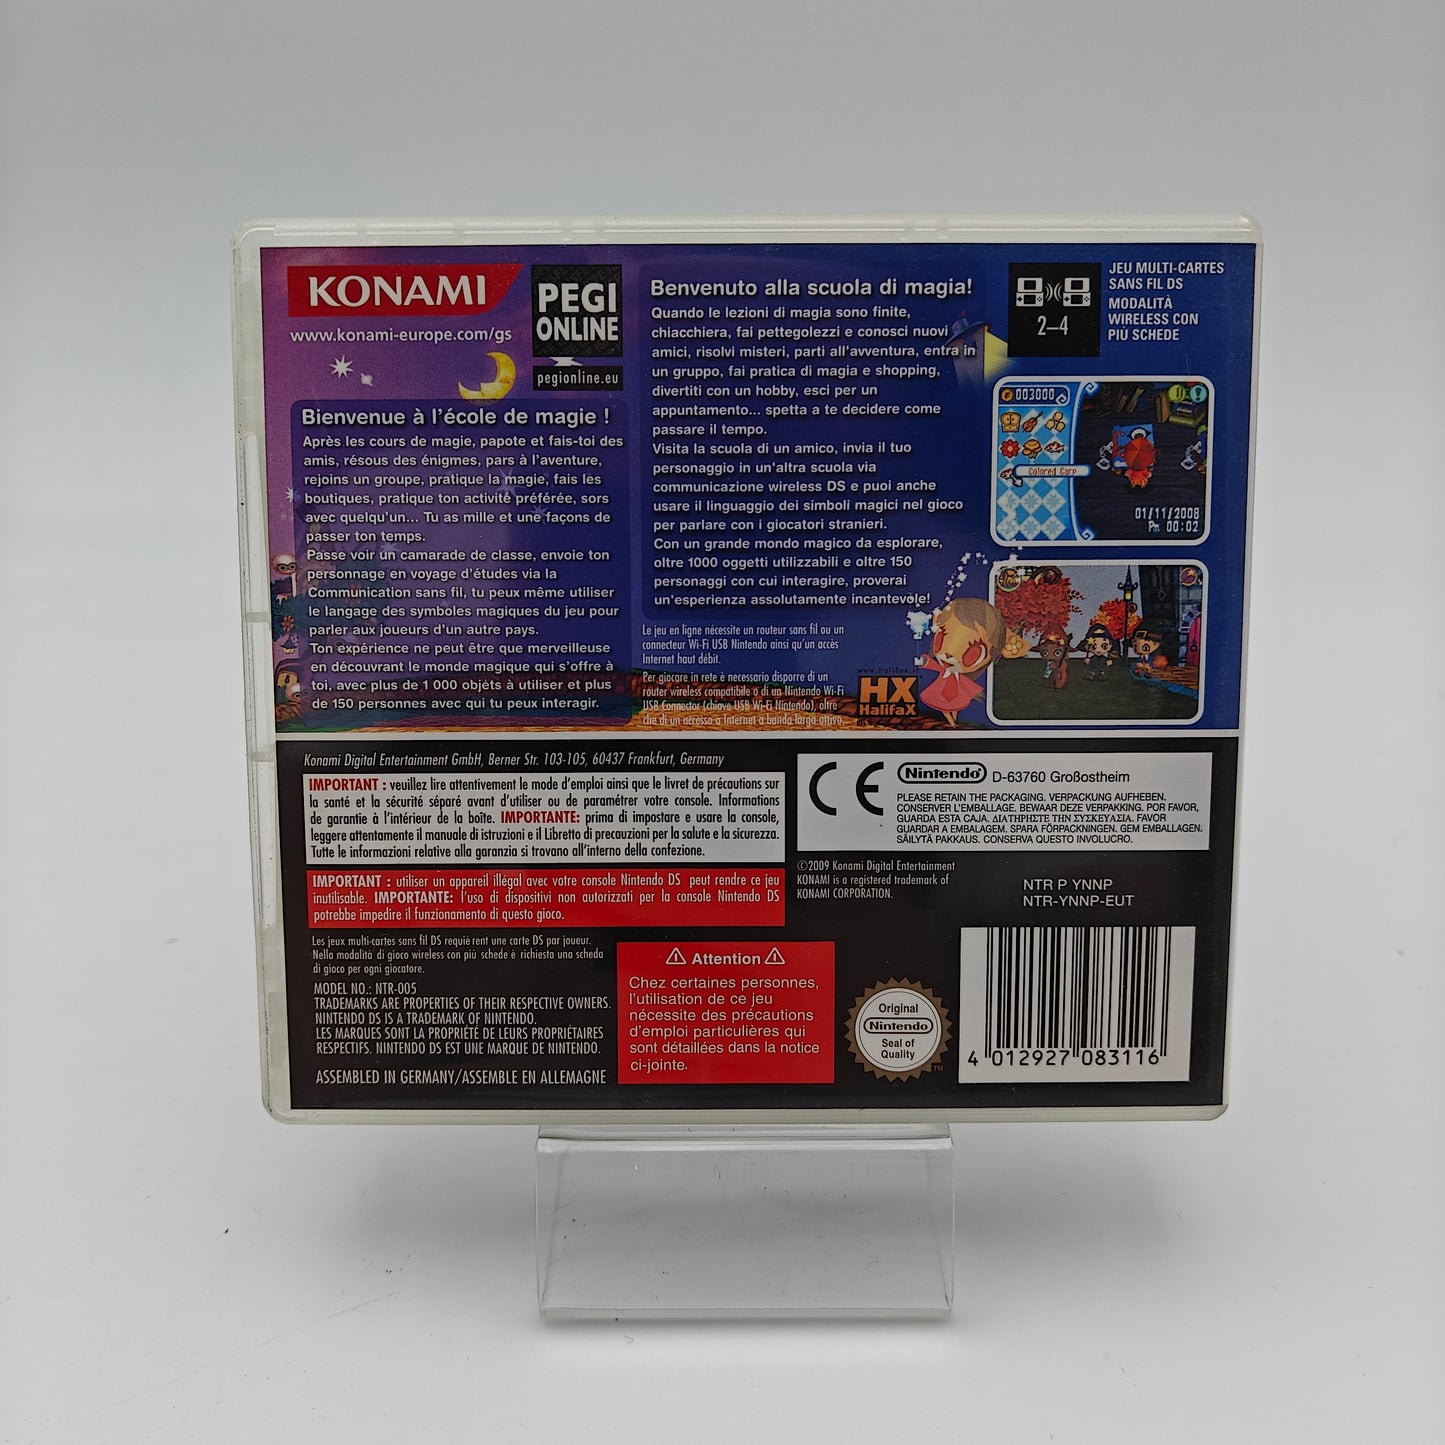 KONAMI
www.konami-europe.com/gs
PEGI
ONLINE
pegionline.eu
Bienvenue à l'école de magie !
Après les cours de magie, papote et fais-toi des
amis, résous des énigmes, pars à l'aventure,
rejoins un groupe, pratique la magie, fais les
boutiques, pratique ton activité préférée, sors
avec quelqu'un... Tu as mille et une façons de
passer ton temps.
Passe voir un camarade de classe, envoie ton
personnage en voyage d'études via la
Communication sans fil, tu peux même utiliser
le langage des symboles magiques du jeu pour
parler aux joueurs d'un autre pays.
Ton expérience ne peut être que merveilleuse
en découvrant le monde magique qui s'offre à
toi, avec plus de 1 000 objéts à utiliser et plus
de 150 personnes avec qui tu peux interagir.
Benvenuto alla scuola di magia!
Quando le lezioni di magia sono finite,
chiacchiera, fai pettegolezzi e conosci nuovi
amici, risolvi misteri, parti all'avventura, entra in
un gruppo, fai pratica di magia e shopping,
divertiti con un hobby, esci per un
appuntamento... spetta a te decidere come
passare il tempo.
Visita la scuola di un amico, invia il tuo
personaggio in un'altra scuola via
communicazione wireless DS e puoi anche
usare il linguaggio dei simboli magici nel gioco
per parlare con i giocatori stranieri.
Con un grande mondo magico da esplorare,
oltre 1000 oggetti utilizzabili e oltre 150
personaggi con cui interagire, proverai
un'esperienza assolutamente incantevole!
Le jeu en ligne nécessite un routeur sans fil ou un
connecteur Wi-Fi USB Nintendo ainsi qu'un accès
Internet haut débit.
Per giocare in rete è necessario disporre di un
router wireless compatibile o di un Nintendo Wi-Fi
USB Connector (chiave USB Wi-Fi Nintendo), oltre
che di un accesso a Internet a banda larga attivo.
www.halifax.it
HX
HalifaX
2–4
JEU MULTI-CARTES
SANS FIL DS
MODALITÀ
WIRELESS CON
PIÙ SCHEDE
003000
Colored Carp
01/11/2008
Pm 00:02
Konami Digital Entertainment GmbH, Berner Str. 103-105, 60437 Frankfurt, Germany
IMPORTANT : veuillez lire attentivement le mode d'emploi ainsi que le livret de précautions sur
la santé et la sécurité séparé avant d'utiliser ou de paramétrer votre console. Informations
de garantie à l'intérieur de la boîte. IMPORTANTE: prima di impostare e usare la console,
leggere attentamente il manuale di istruzioni e il Libretto di precauzioni per la salute e la sicurezza.
Tutte le informazioni relative alla garanzia si trovano all'interno della confezione.
IMPORTANT : utiliser un appareil illégal avec votre console Nintendo DS peut rendre ce jeu
inutilisable. IMPORTANTE: l'uso di dispositivi non autorizzati per la console Nintendo DS
potrebbe impedire il funzionamento di questo gioco.
Les jeux multi-cartes sans fil DS requièrent une carte DS par joueur.
Nella modalità di gioco wireless con più schede è richiesta una scheda
di gioco per ogni giocatore.
MODEL NO.: NTR-005
TRADEMARKS ARE PROPERTIES OF THEIR RESPECTIVE OWNERS.
NINTENDO DS IS A TRADEMARK OF NINTENDO.
LES MARQUES SONT LA PROPRIÉTÉ DE LEURS PROPRIÉTAIRES
RESPECTIFS. NINTENDO DS EST UNE MARQUE DE NINTENDO.
ASSEMBLED IN GERMANY/ASSEMBLE EN ALLEMAGNE
Attention
Chez certaines personnes,
l'utilisation de ce jeu
nécessite des précautions
d'emploi particulières qui
sont détaillées dans la notice
ci-jointe.
CE
Nintendo D-63760 Großostheim
PLEASE RETAIN THE PACKAGING. VERPACKUNG AUFHEBEN.
CONSERVER L'EMBALLAGE. BEWAAR DEZE VERPAKKING. POR FAVOR,
GUARDA ESTA CAJA. ΔΙΑΤΗΡΗΣΤΕ ΤΗΝ ΣΥΣΚΕΥΑΣΙΑ. FAVOR
GUARDAR A EMBALAGEM. SPARA FÖRPACKNINGEN. GEM EMBALLAGEN.
SÄILYTÄ PAKKAUS. CONSERVA QUESTO INVOLUCRO.
©2009 Konami Digital Entertainment
KONAMI is a registered trademark of
KONAMI CORPORATION.
NTR P YNNP
NTR-YNNP-EUT
Original
Nintendo
Seal of
Quality
TM
4 012927 083116